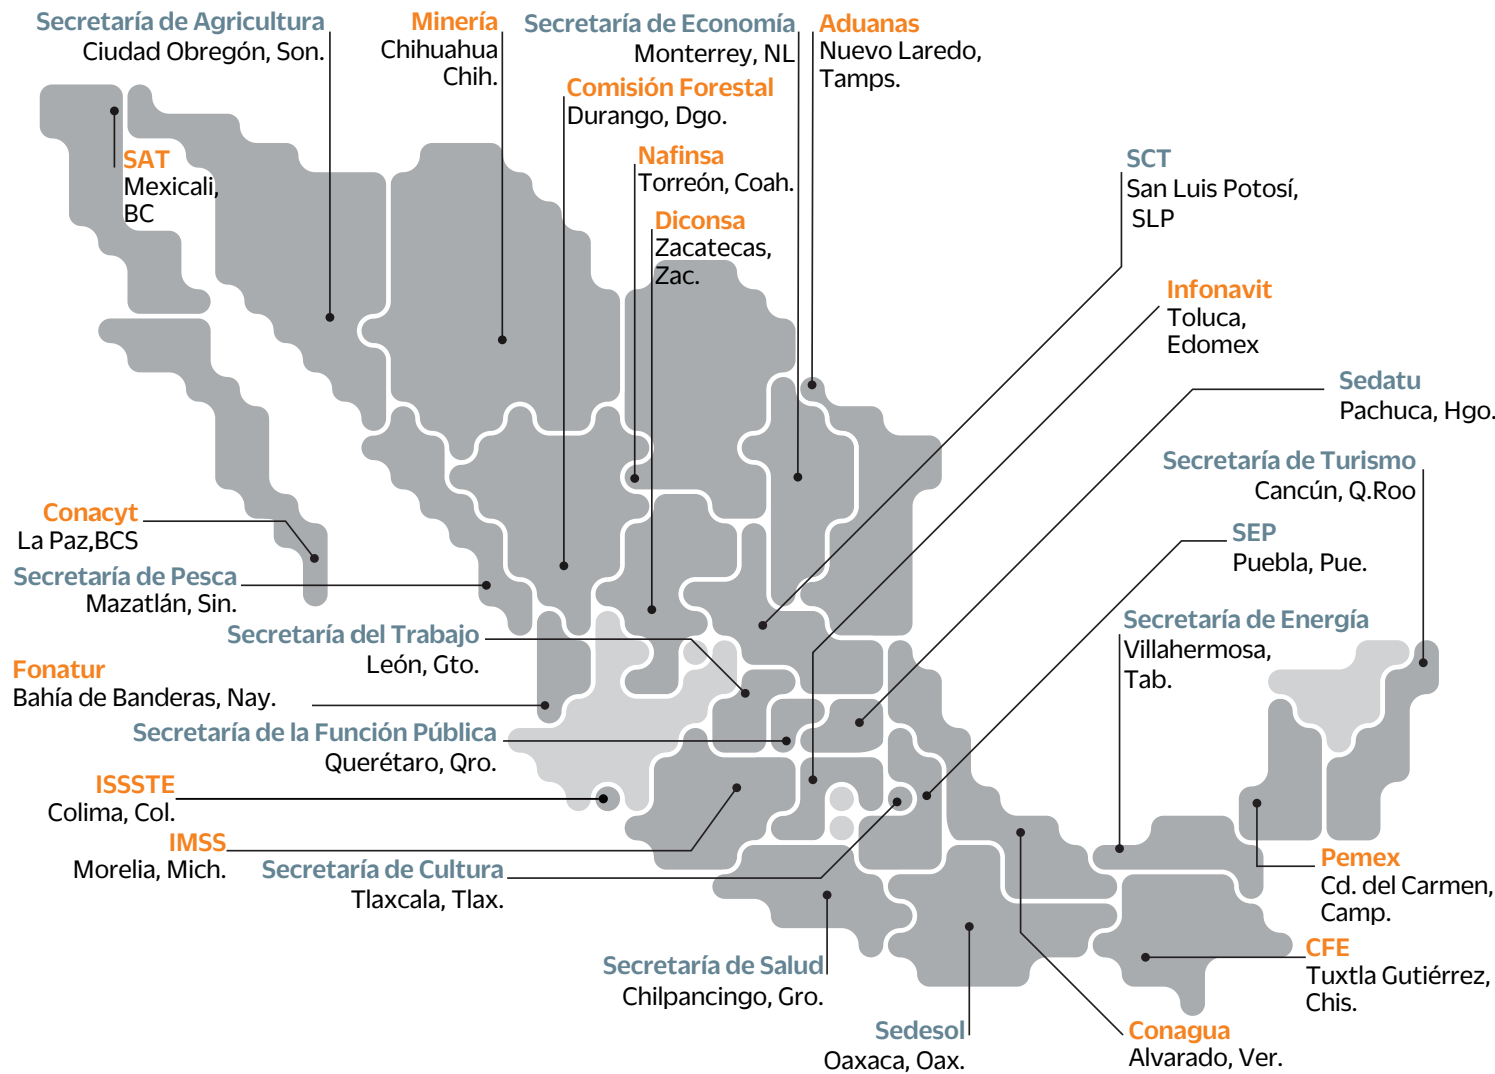 Secretaría de Agricultura
Ciudad Obregón, Son.
Minería
Chihuahua
Chih.
Secretaría de Economía
Monterrey, NL
Aduanas
Nuevo Laredo,
Tamps.
Comisión Forestal
Durango, Dgo.
SAT
Mexicali,
BC
Nafinsa
Torreón, Coah.
SCT
San Luis Potosí,
SLP
Diconsa
Zacatecas,
Zac.
Infonavit
Toluca,
Edomex
Sedatu
Pachuca, Hgo.
Secretaría de Turismo
Cancún, Q.Roo
Conacyt
La Paz,BCS
SEP
Puebla, Pue.
Secretaría de Pesca
Mazatlán, Sin.
Secretaría del Trabajo
León, Gto.
Secretaría de Energía
Villahermosa,
Tab.
Fonatur
Bahía de Banderas, Nay.
Secretaría de la Función Pública
Querétaro, Qro.
ISSSTE
Colima, Col.
IMSS
Morelia, Mich.
Secretaría de Cultura
Tlaxcala, Tlax.
Pemex
Cd. del Carmen,
Camp.
CFE
Tuxtla Gutiérrez,
Chis.
Secretaría de Salud
Chilpancingo, Gro.
Sedesol
Oaxaca, Oax.
Conagua
Alvarado, Ver.